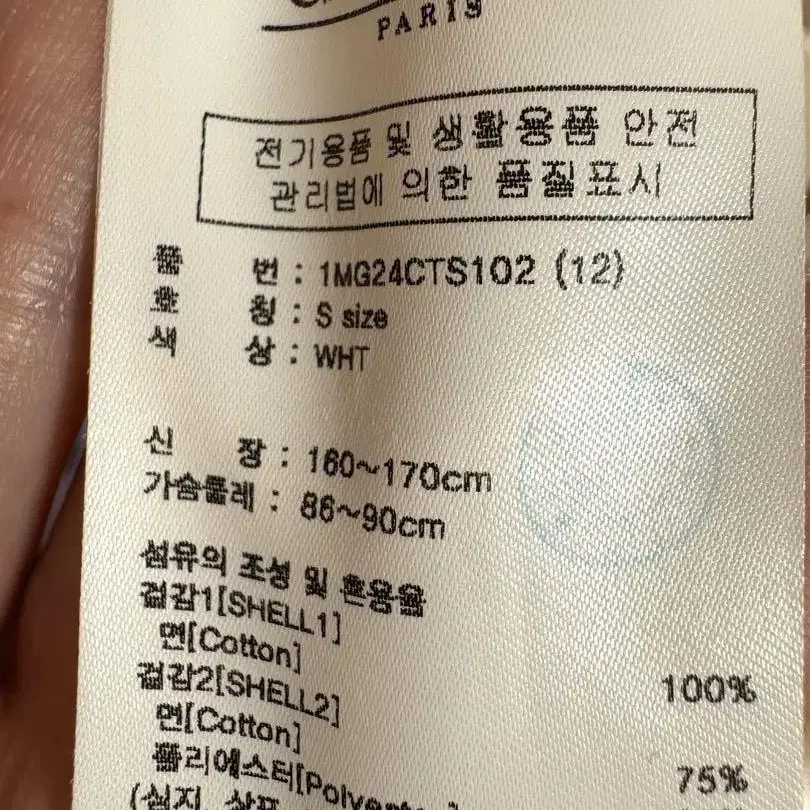 PARIS
전기용품 및 생활용품 안전
관리법에 의한 품질표시
품 번 : 1MG24CTS102 (12)
호 칭 : S size
색 상 : WHT
신 장 : 160~170cm
가슴둘레 : 86~90cm
섬유의 조성 및 혼용율
겉감1[SHELL1]
면[Cotton] 100%
겉감2[SHELL2]
면[Cotton] 75%
폴리에스터[Polyester]